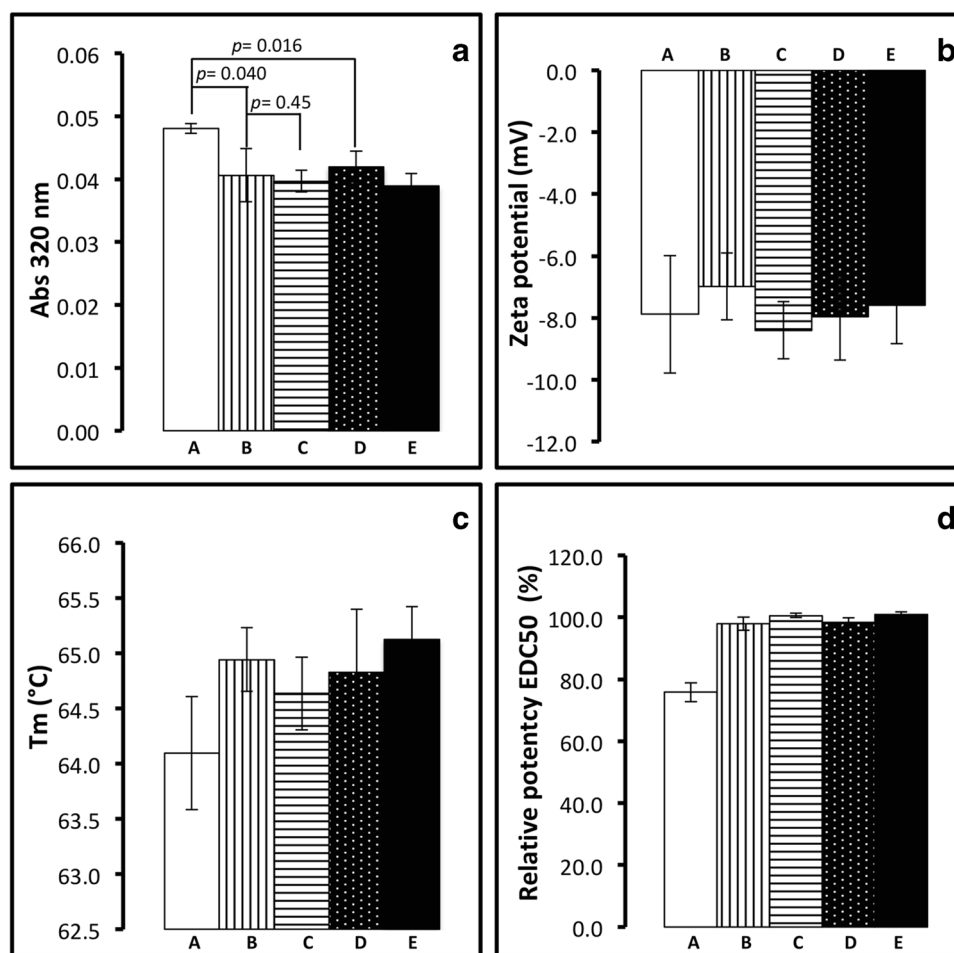 a
p= 0.016
p= 0.040
p= 0.45
Abs 320 nm
0.06
0.05
0.04
0.03
0.02
0.01
0.00
A B C D E
b
A B C D E
Zeta potential (mV)
0.0
-2.0
-4.0
-6.0
-8.0
-10.0
-12.0
c
Tm (°C)
66.0
65.5
65.0
64.5
64.0
63.5
63.0
62.5
A B C D E
d
Relative potentcy EDC50 (%)
120.0
100.0
80.0
60.0
40.0
20.0
0.0
A B C D E